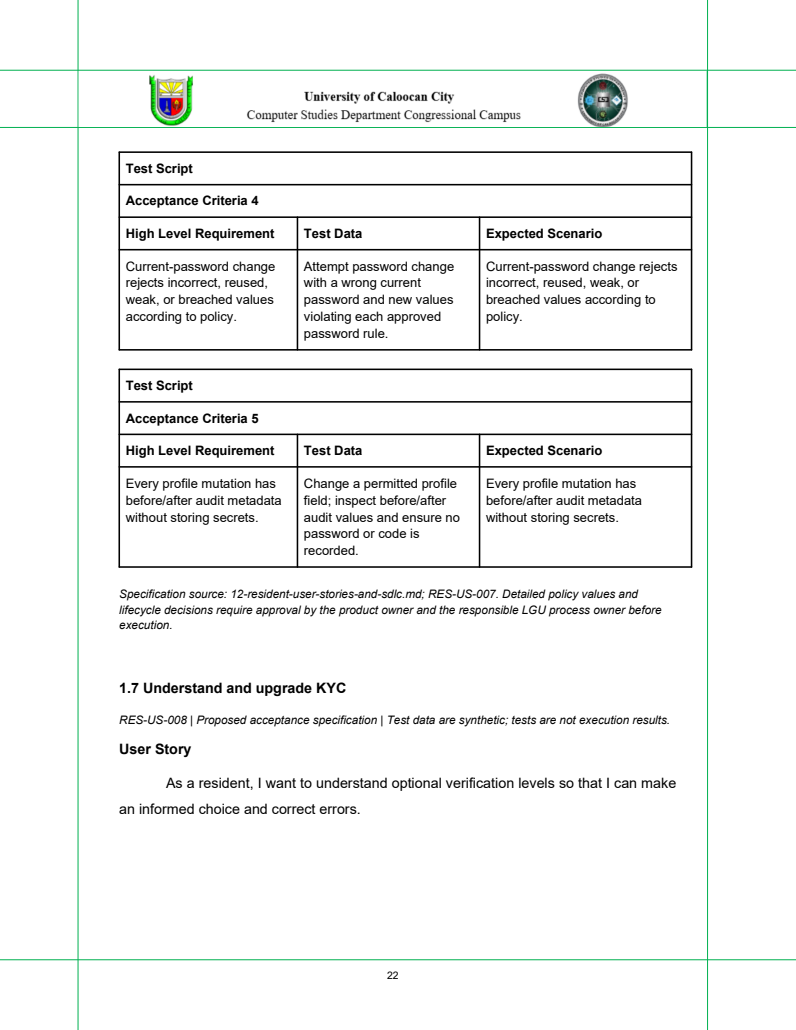 University of Caloocan City
Computer Studies Department Congressional Campus
Test Script
Acceptance Criteria 4
High Level Requirement
Test Data
Expected Scenario
Current-password change
rejects incorrect, reused,
weak, or breached values
according to policy.
Attempt password change
with a wrong current
password and new values
violating each approved
password rule.
Current-password change rejects
incorrect, reused, weak, or
breached values according to
policy.
Test Script
Acceptance Criteria 5
High Level Requirement
Test Data
Expected Scenario
Every profile mutation has
before/after audit metadata
without storing secrets.
Change a permitted profile
field; inspect before/after
audit values and ensure no
password or code is
recorded.
Every profile mutation has
before/after audit metadata
without storing secrets.
Specification source: 12-resident-user-stories-and-sdlc.md; RES-US-007. Detailed policy values and
lifecycle decisions require approval by the product owner and the responsible LGU process owner before
execution.
1.7 Understand and upgrade KYC
RES-US-008 | Proposed acceptance specification | Test data are synthetic; tests are not execution results.
User Story
As a resident, I want to understand optional verification levels so that I can make
an informed choice and correct errors.
22